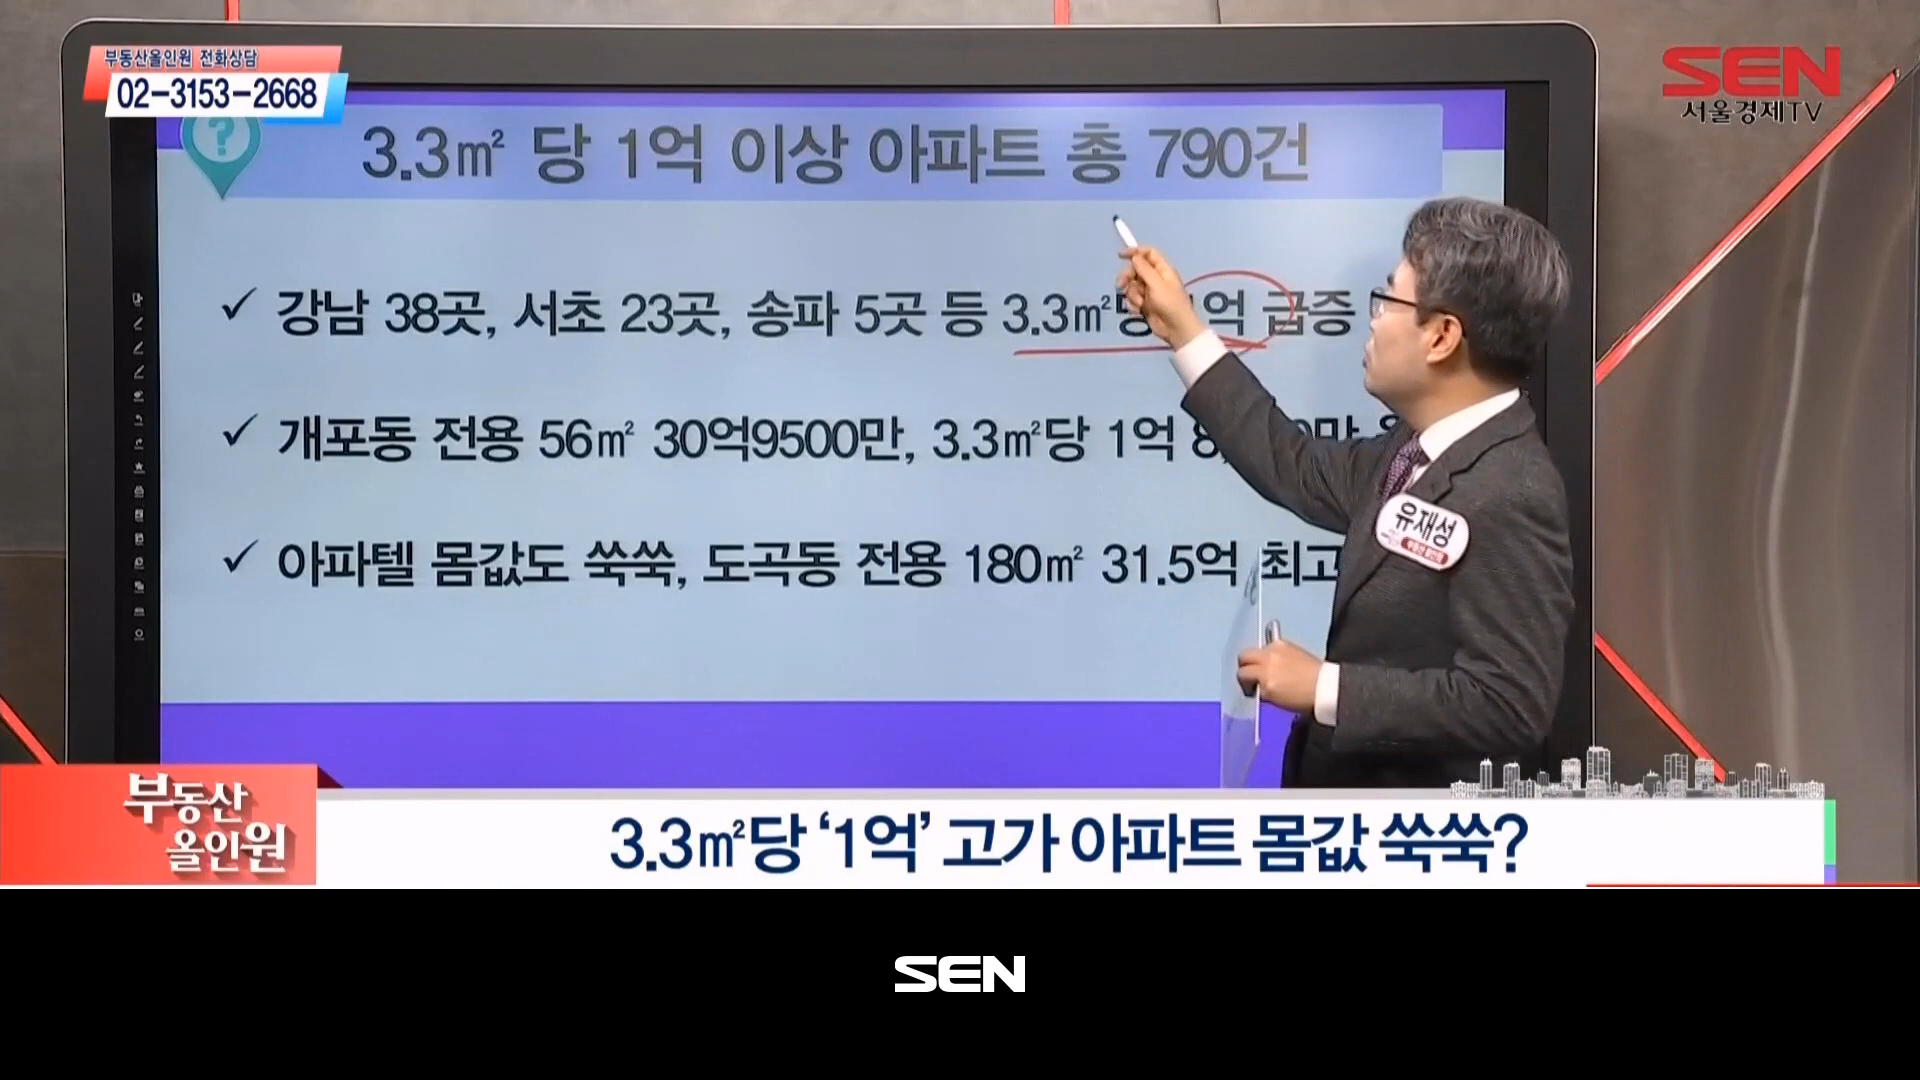 부동산올인원 전화상담
02-3153-2668
SEN
서울경제TV
?
3.3㎡ 당 1억 이상 아파트 총 790건
✓ 강남 38곳, 서초 23곳, 송파 5곳 등 3.3㎡당 1억 급증
✓ 개포동 전용 56㎡ 30억9500만, 3.3㎡당 1억
✓ 아파텔 몸값도 쑥쑥, 도곡동 전용 180㎡ 31.5억 최고
유재성
부동산
올인원
3.3㎡당 ‘1억’ 고가 아파트 몸값 쑥쑥?
SEN